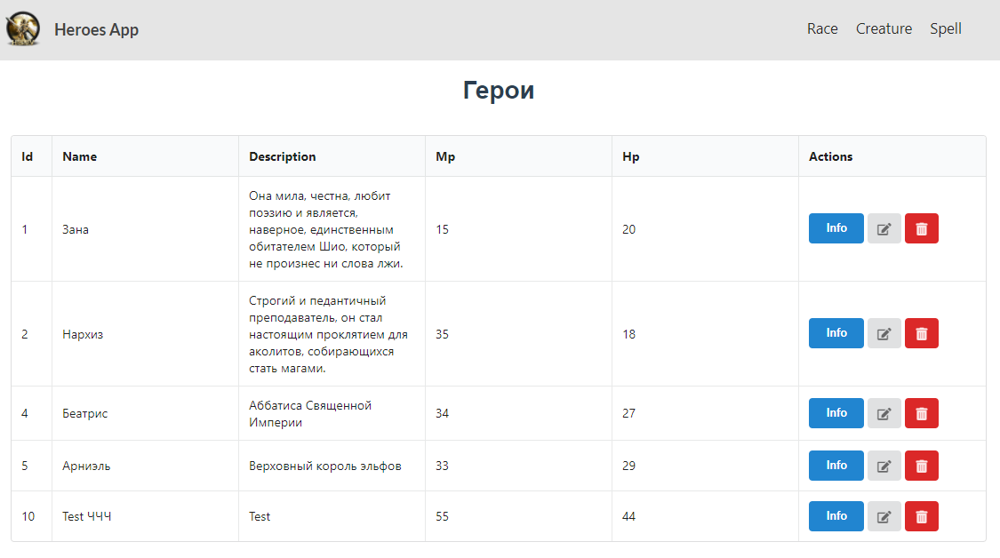 Heroes App
Race Creature Spell
Герои
Id Name Description Mp Hp Actions
Она мила, честна, любит
поэзию и является,
1 Зана наверное, единственным 15 20 Info
обитателем Шио, который
не произнес ни слова лжи.
Строгий и педантичный
преподаватель, он стал
2 Нархиз настоящим проклятием для 35 18 Info
аколитов, собирающихся
стать магами.
4 Беатрис Аббатиса Священной 34 27 Info
Империи
5 Арниэль Верховный король эльфов 33 29 Info
10 Test ЧЧЧ Test 55 44 Info